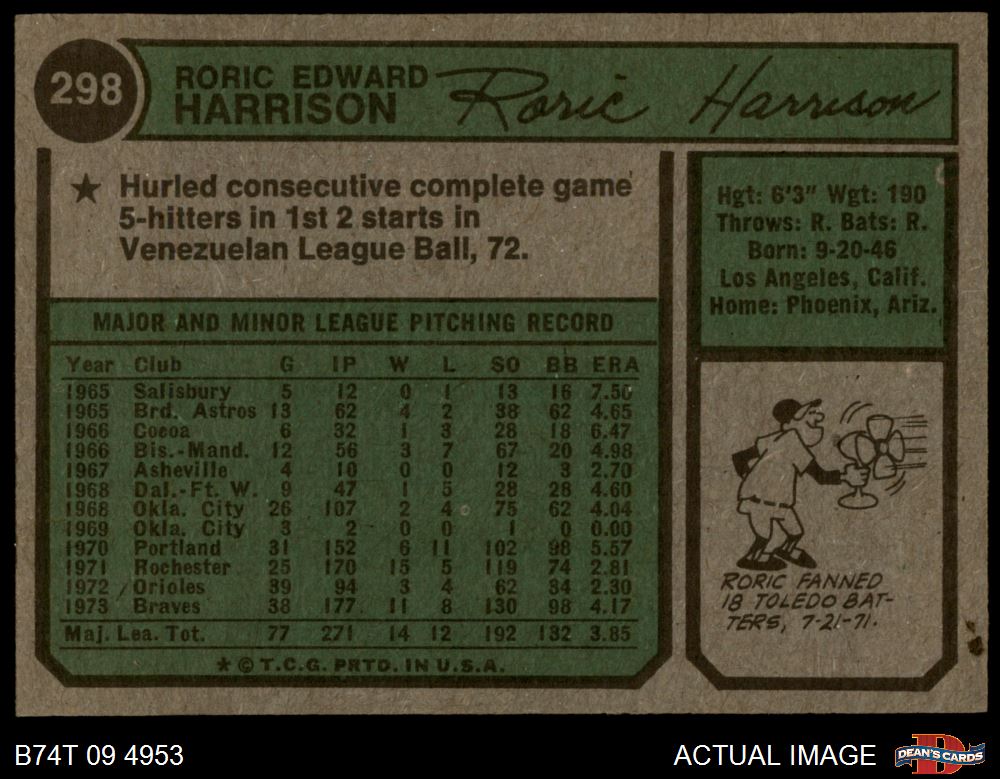 298
RORIC EDWARD
HARRISON
Roric Harrison
★ Hurled consecutive complete game
5-hitters in 1st 2 starts in
Venezuelan League Ball, 72.
Hgt: 6'3" Wgt: 190
Throws: R. Bats: R.
Born: 9-20-46
Los Angeles, Calif.
Home: Phoenix, Ariz.
MAJOR AND MINOR LEAGUE PITCHING RECORD
Year Club G IP W L SO BB ERA
1965 Salisbury 5 12 0 1 13 16 7.50
1965 Brd. Astros 13 62 4 2 38 62 4.65
1966 Cocoa 6 32 1 3 28 18 6.47
1966 Bis.-Mand. 12 56 3 7 67 20 4.98
1967 Asheville 4 10 0 0 12 3 2.70
1968 Dal.-Ft. W. 9 47 1 5 28 28 4.60
1968 Okla. City 26 107 2 4 75 62 4.04
1969 Okla. City 3 2 0 0 1 0 0.00
1970 Portland 31 152 6 11 102 98 5.57
1971 Rochester 25 170 15 5 119 74 2.81
1972 Orioles 39 94 3 4 62 34 2.30
1973 Braves 38 177 11 8 130 98 4.17
Maj. Lea. Tot. 77 271 14 12 192 132 3.85
★ © T.C.G. PRTD. IN U.S.A.
RORIC FANNED
18 TOLEDO BAT-
TERS, 7-21-71.
B74T 09 4953
ACTUAL IMAGE
DEAN'S CARDS